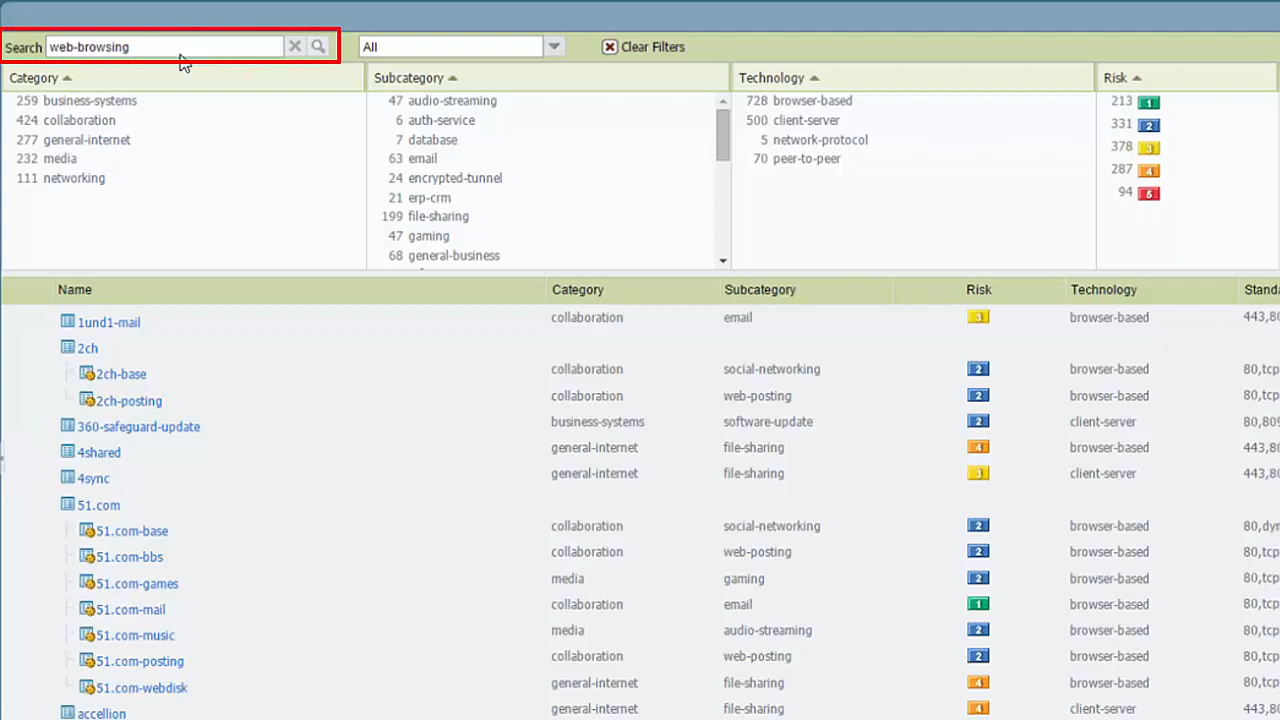 Search web-browsing All Clear Filters
Category Subcategory Technology Risk
259 business-systems 47 audio-streaming 728 browser-based 213 1
424 collaboration 6 auth-service 500 client-server 331 2
277 general-internet 7 database 5 network-protocol 378 3
232 media 63 email 70 peer-to-peer 287 4
111 networking 24 encrypted-tunnel 94 5
21 erp-crm
199 file-sharing
47 gaming
68 general-business
Name Category Subcategory Risk Technology Standa
1und1-mail collaboration email 3 browser-based 443,80
2ch
2ch-base collaboration social-networking 2 browser-based 80,tcp
2ch-posting collaboration web-posting 2 browser-based 80,tcp
360-safeguard-update business-systems software-update 2 client-server 80,809
4shared general-internet file-sharing 4 browser-based 443,80
4sync general-internet file-sharing 3 client-server 443,80
51.com
51.com-base collaboration social-networking 2 browser-based 80,dyn
51.com-bbs collaboration web-posting 2 browser-based 80,tcp
51.com-games media gaming 2 browser-based 80,tcp
51.com-mail collaboration email 1 browser-based 80,tcp
51.com-music media audio-streaming 2 browser-based 80,tcp
51.com-posting collaboration web-posting 2 browser-based 80,tcp
51.com-webdisk general-internet file-sharing 4 browser-based 80,tcp
accellion general-internet file-sharing 4 client-server 443,80